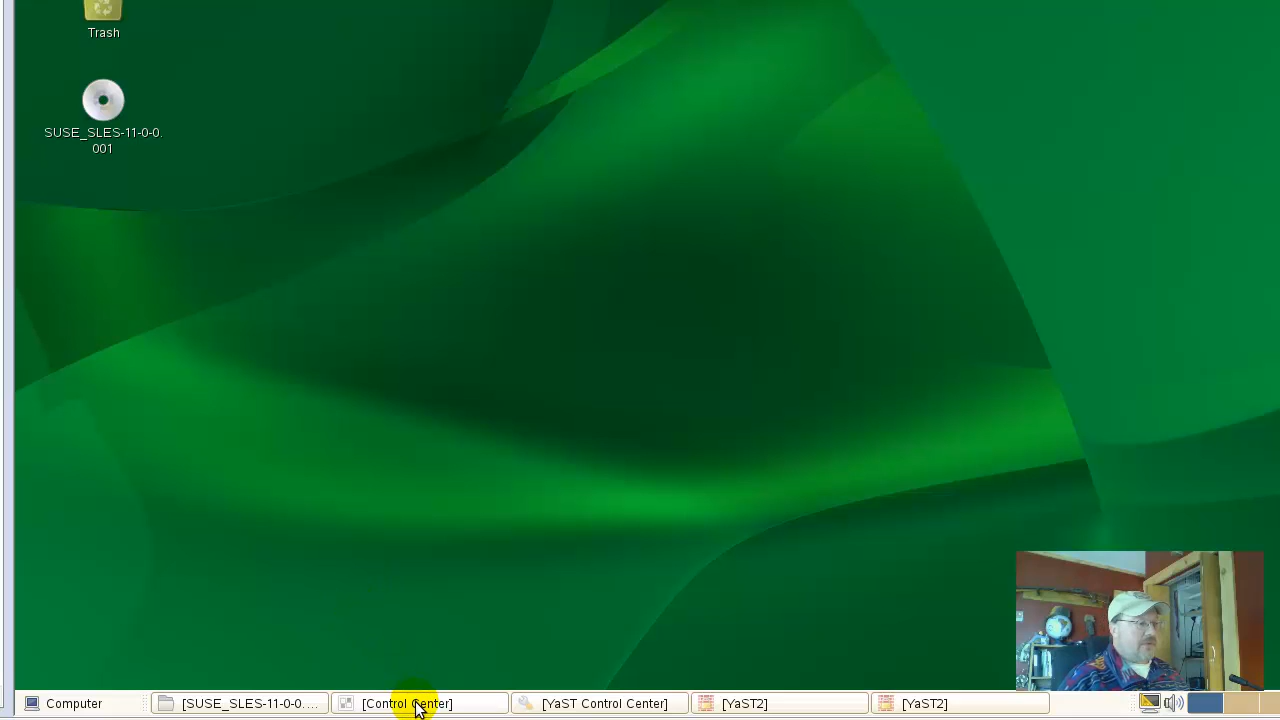 Trash
SUSE_SLES-11-0-0.
001
Computer
[SUSE_SLES-11-0-0....
[Control Center]
[YaST Control Center]
[YaST2]
[YaST2]